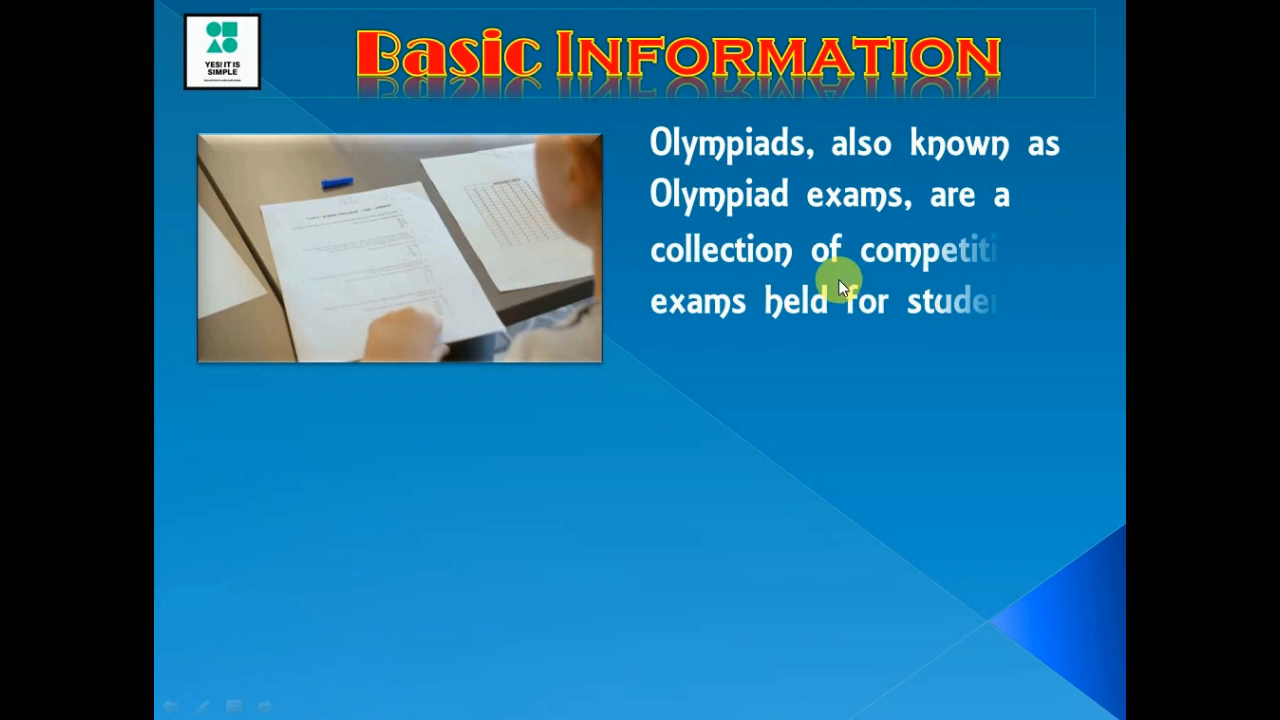 YES! IT IS
SIMPLE
Basic INFORMATION
Olympiads, also known as
Olympiad exams, are a
collection of competiti
exams held for studen